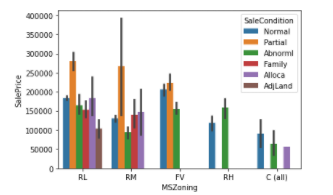 400000
350000
300000
250000
200000
150000
100000
50000
0
SalePrice
SaleCondition
Normal
Partial
Abnorml
Family
Alloca
AdjLand
RL RM FV RH C (all)
MSZoning